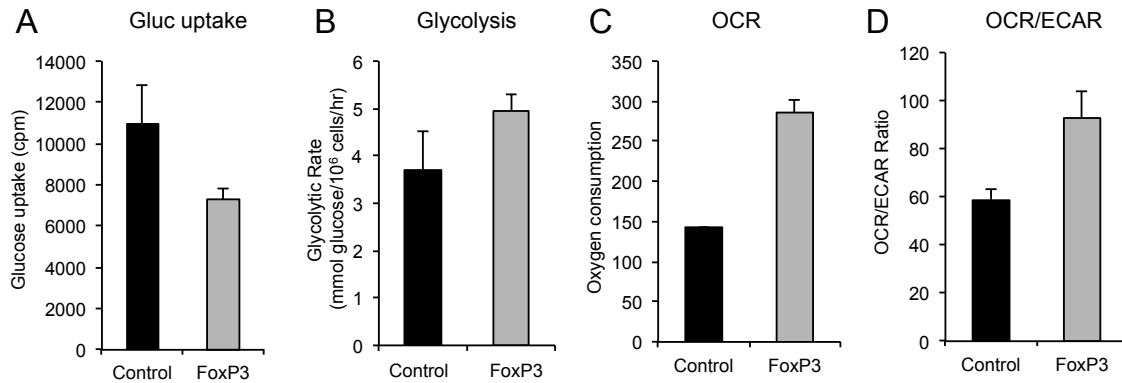 A
Gluc uptake
Glucose uptake (cpm)
14000
12000
10000
8000
6000
4000
2000
0
Control
FoxP3
B
Glycolysis
Glycolytic Rate
(mmol glucose/10⁶ cells/hr)
6
5
4
3
2
1
0
Control
FoxP3
C
OCR
Oxygen consumption
350
300
250
200
150
100
50
0
Control
FoxP3
D
OCR/ECAR
OCR/ECAR Ratio
120
100
80
60
40
20
0
Control
FoxP3